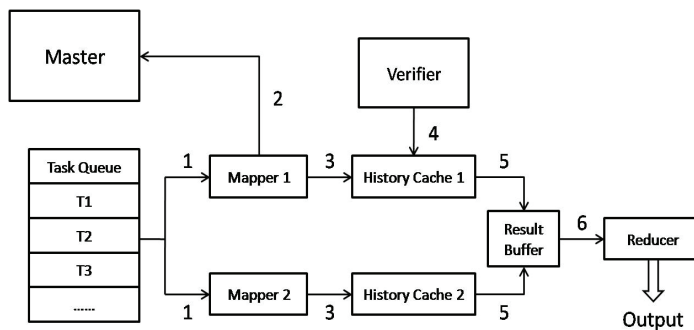 Master
Verifier
2
4
Task Queue
T1
T2
T3
......
1
Mapper 1
3
History Cache 1
5
Result
Buffer
6
Reducer
1
Mapper 2
3
History Cache 2
5
Output